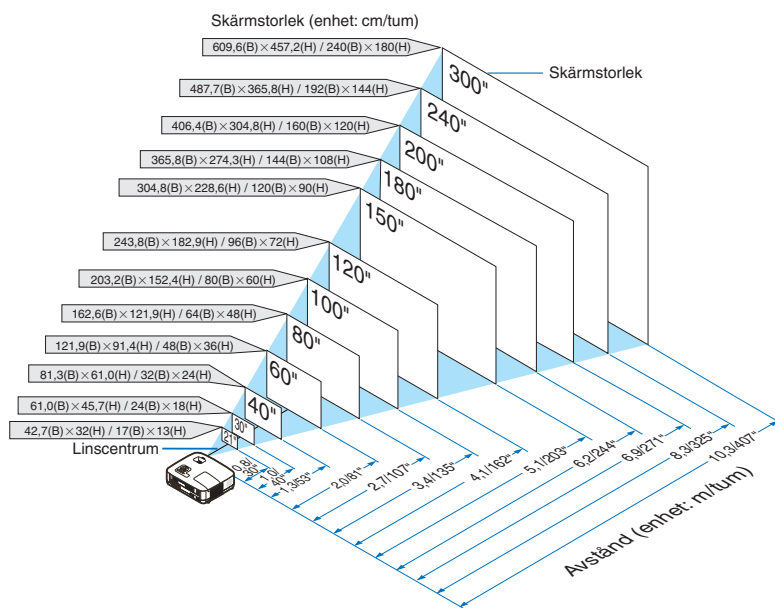 Skärmstorlek (enhet: cm/tum)
609,6(B)×457,2(H) / 240(B)×180(H)
Skärmstorlek
300"
487,7(B)×365,8(H) / 192(B)×144(H)
240"
406,4(B)×304,8(H) / 160(B)×120(H)
200"
365,8(B)×274,3(H) / 144(B)×108(H)
180"
304,8(B)×228,6(H) / 120(B)×90(H)
150"
243,8(B)×182,9(H) / 96(B)×72(H)
120"
203,2(B)×152,4(H) / 80(B)×60(H)
100"
162,6(B)×121,9(H) / 64(B)×48(H)
80"
121,9(B)×91,4(H) / 48(B)×36(H)
60"
81,3(B)×61,0(H) / 32(B)×24(H)
40"
61,0(B)×45,7(H) / 24(B)×18(H)
30"
42,7(B)×32(H) / 17(B)×13(H)
21"
Linscentrum
0,8/
30"
1,0/
40"
1,3/53"
2,0/81"
2,7/107"
3,4/135"
4,1/162"
5,1/203"
6,2/244"
6,9/271"
8,3/325"
10,3/407"
Avstånd (enhet: m/tum)